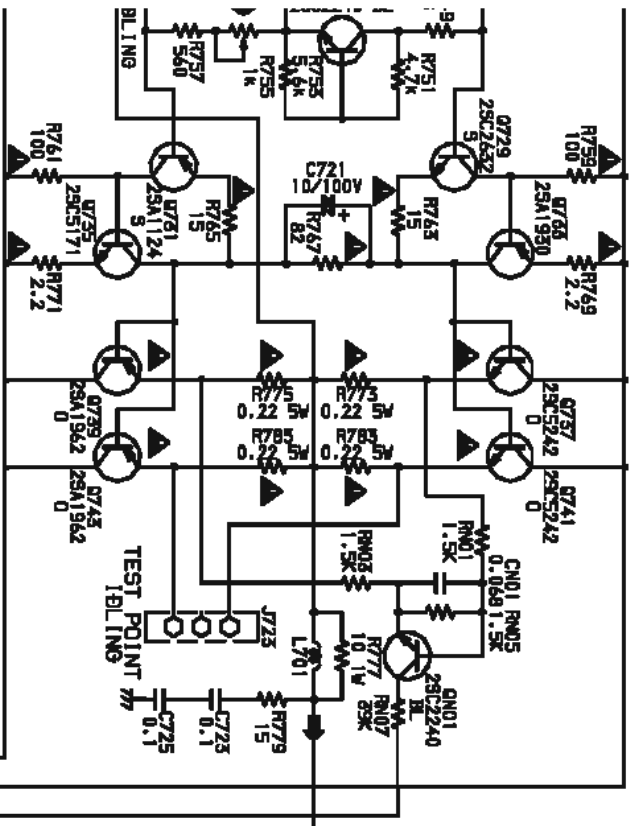 IDLING
R757
560
R755
1k
R753
5.6k
R751
4.7k
Q729
2SC2632
S
R761
100
Q735
2SC5171
Q731
2SA1124
S
R765
15
C721
10/100V
+
R767
82
R763
15
R759
100
Q733
2SA1930
R771
2.2
R769
2.2
R775
0.22 5W
R773
0.22 5W
R785
0.22 5W
R783
0.22 5W
Q739
2SA1962
O
Q743
2SA1962
O
Q737
2SC5242
O
Q741
2SC5242
O
RN03
1.5K
RN01
1.5K
CN01
0.068
RN05
1.5K
TEST POINT
IDLING
J723
L701
R777
10 1W
QN01
2SC2240
BL
RN07
39K
C725
0.1
C723
0.1
R779
15